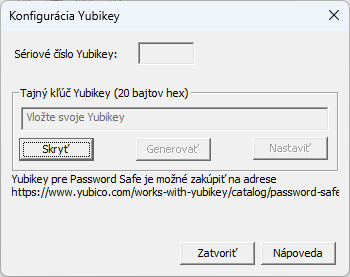 Konfigurácia Yubikey
Sériové číslo Yubikey:
Tajný kľúč Yubikey (20 bajtov hex)
Vložte svoje Yubikey
Skryť
Generovať
Nastaviť
Yubikey pre Password Safe je možné zakúpiť na adrese
https://www.yubico.com/works-with-yubikey/catalog/password-safe
Zatvoriť
Nápoveda